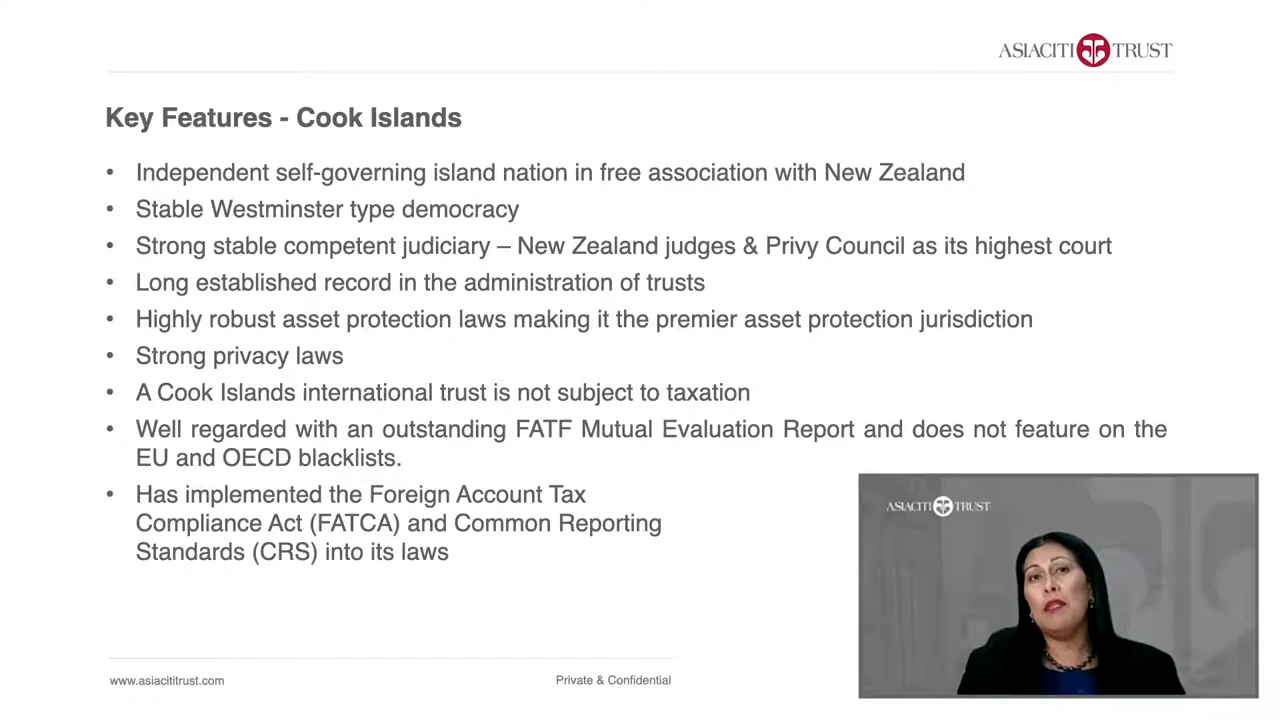 ASIACITI TRUST
Key Features - Cook Islands
• Independent self-governing island nation in free association with New Zealand
• Stable Westminster type democracy
• Strong stable competent judiciary – New Zealand judges & Privy Council as its highest court
• Long established record in the administration of trusts
• Highly robust asset protection laws making it the premier asset protection jurisdiction
• Strong privacy laws
• A Cook Islands international trust is not subject to taxation
• Well regarded with an outstanding FATF Mutual Evaluation Report and does not feature on the
EU and OECD blacklists.
• Has implemented the Foreign Account Tax
Compliance Act (FATCA) and Common Reporting
Standards (CRS) into its laws
ASIACITI TRUST
www.asiacititrust.com
Private & Confidential